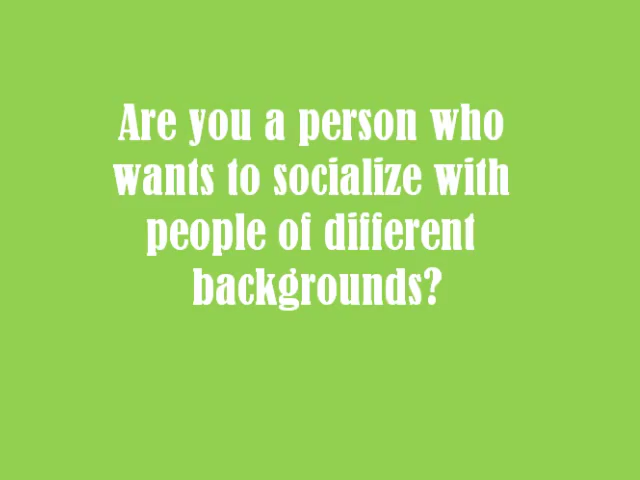 Are you a person who
wants to socialize with
people of different
backgrounds?